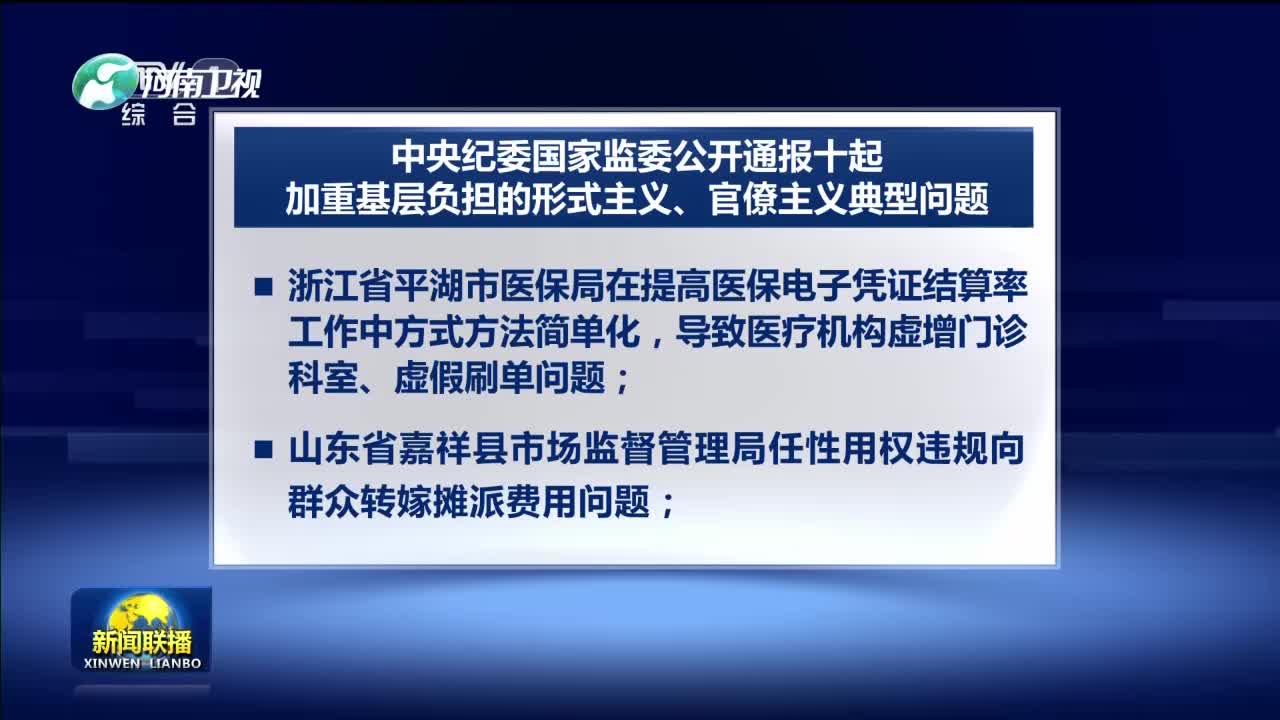 河南卫视
综合
中央纪委国家监委公开通报十起
加重基层负担的形式主义、官僚主义典型问题
■ 浙江省平湖市医保局在提高医保电子凭证结算率
工作中方式方法简单化，导致医疗机构虚增门诊
科室、虚假刷单问题；
■ 山东省嘉祥县市场监督管理局任性用权违规向
群众转嫁摊派费用问题；
新闻联播
XINWEN LIANBO